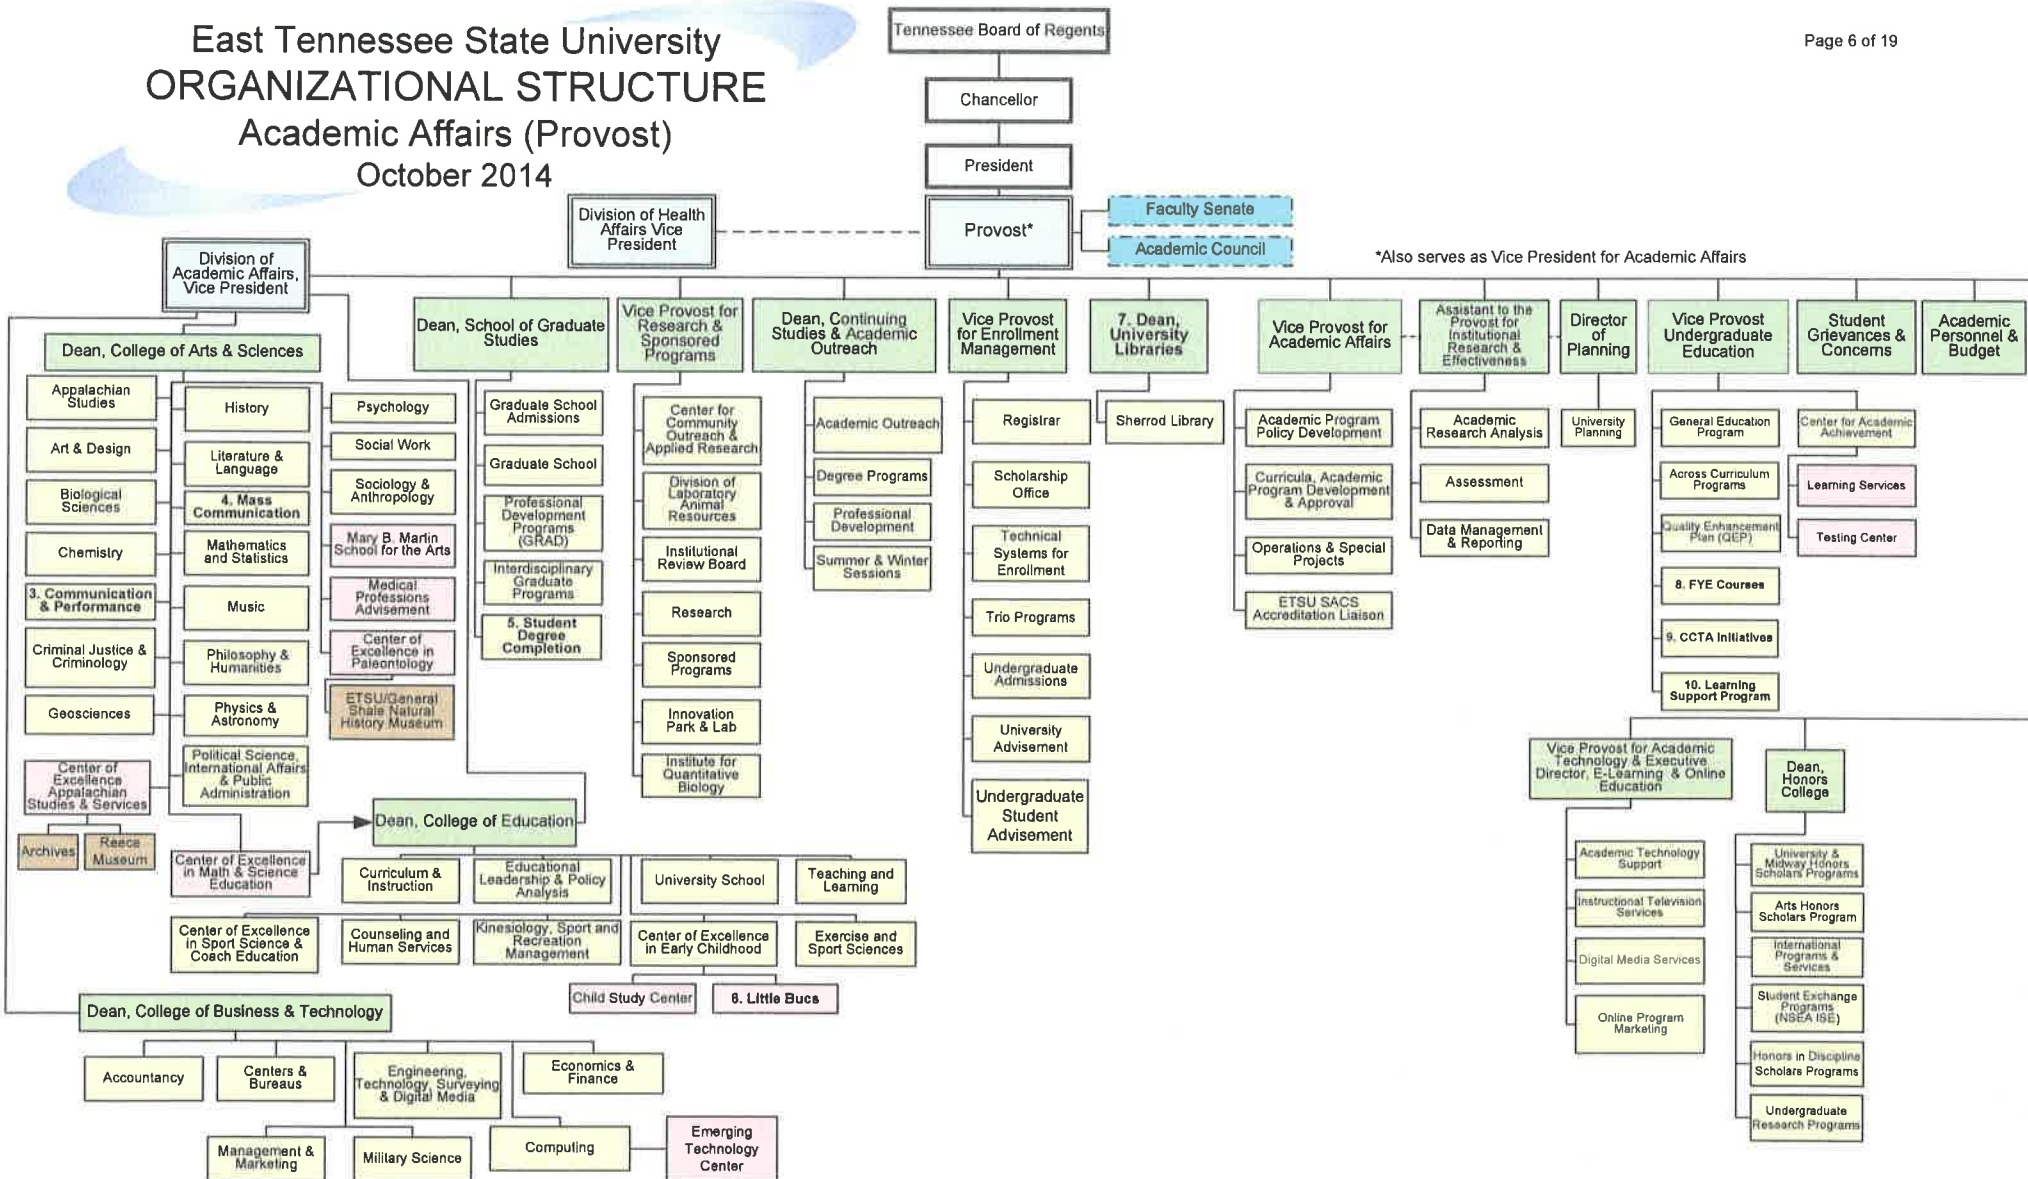 East Tennessee State University
ORGANIZATIONAL STRUCTURE
Academic Affairs (Provost)
October 2014
Page 6 of 19
Tennessee Board of Regents
Chancellor
President
Provost*
Faculty Senate
Academic Council
Division of Health
Affairs Vice
President
*Also serves as Vice President for Academic Affairs
Division of
Academic Affairs,
Vice President
Dean, College of Arts & Sciences
Appalachian
Studies
Art & Design
Biological
Sciences
Chemistry
3. Communication
& Performance
Criminal Justice &
Criminology
Geosciences
Center of
Excellence
Appalachian
Studies & Services
Archives
Reece
Museum
History
Literature &
Language
4. Mass
Communication
Mathematics
and Statistics
Music
Philosophy &
Humanities
Physics &
Astronomy
Political Science,
International Affairs
& Public
Administration
Center of Excellence
in Math & Science
Education
Psychology
Social Work
Sociology &
Anthropology
Mary B. Martin
School for the Arts
Medical
Professions
Advisement
Center of
Excellence in
Paleontology
ETSU/General
Shale Natural
History Museum
Dean, School of Graduate
Studies
Graduate School
Admissions
Graduate School
Professional
Development
Programs
(GRAD)
Interdisciplinary
Graduate
Programs
5. Student
Degree
Completion
Vice Provost for
Research &
Sponsored
Programs
Center for
Community
Outreach &
Applied Research
Division of
Laboratory
Animal
Resources
Institutional
Review Board
Research
Sponsored
Programs
Innovation
Park & Lab
Institute for
Quantitative
Biology
Dean, Continuing
Studies & Academic
Outreach
Academic Outreach
Degree Programs
Professional
Development
Summer & Winter
Sessions
Vice Provost
for Enrollment
Management
Registrar
Scholarship
Office
Technical
Systems for
Enrollment
Trio Programs
Undergraduate
Admissions
University
Advisement
Undergraduate
Student
Advisement
7. Dean,
University
Libraries
Sherrod Library
Vice Provost for
Academic Affairs
Academic Program
Policy Development
Curricula, Academic
Program Development
& Approval
Operations & Special
Projects
ETSU SACS
Accreditation Liaison
Assistant to the
Provost for
Institutional
Research &
Effectiveness
Academic
Research Analysis
Assessment
Data Management
& Reporting
Director
of
Planning
University
Planning
Vice Provost
Undergraduate
Education
General Education
Program
Across Curriculum
Programs
Quality Enhancement
Plan (QEP)
8. FYE Courses
9. CCTA Initiatives
10. Learning
Support Program
Center for Academic
Achievement
Learning Services
Testing Center
Student
Grievances &
Concerns
Academic
Personnel &
Budget
Vice Provost for Academic
Technology & Executive
Director, E-Learning & Online
Education
Academic Technology
Support
Instructional Television
Services
Digital Media Services
Online Program
Marketing
Dean,
Honors
College
University &
Midway Honors
Scholars Programs
Arts Honors
Scholars Program
International
Programs &
Services
Student Exchange
Programs
(NSEA ISE)
Honors in Discipline
Scholars Programs
Undergraduate
Research Programs
Dean, College of Education
Curriculum &
Instruction
Educational
Leadership & Policy
Analysis
University School
Teaching and
Learning
Center of Excellence
in Sport Science &
Coach Education
Counseling and
Human Services
Kinesiology, Sport and
Recreation
Management
Center of Excellence
in Early Childhood
Exercise and
Sport Sciences
Child Study Center
6. Little Bucs
Dean, College of Business & Technology
Accountancy
Centers &
Bureaus
Engineering,
Technology, Surveying
& Digital Media
Economics &
Finance
Management &
Marketing
Military Science
Computing
Emerging
Technology
Center